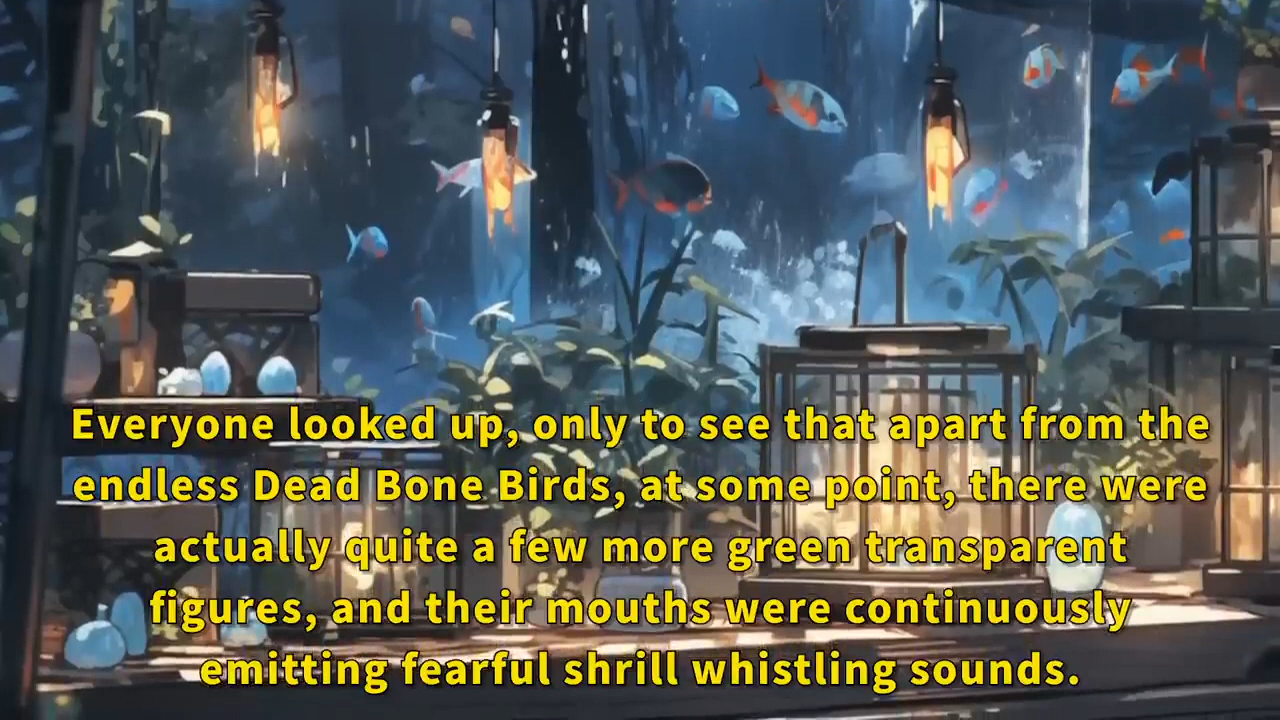 Everyone looked up, only to see that apart from the
endless Dead Bone Birds, at some point, there were
actually quite a few more green transparent
figures, and their mouths were continuously
emitting fearful shrill whistling sounds.